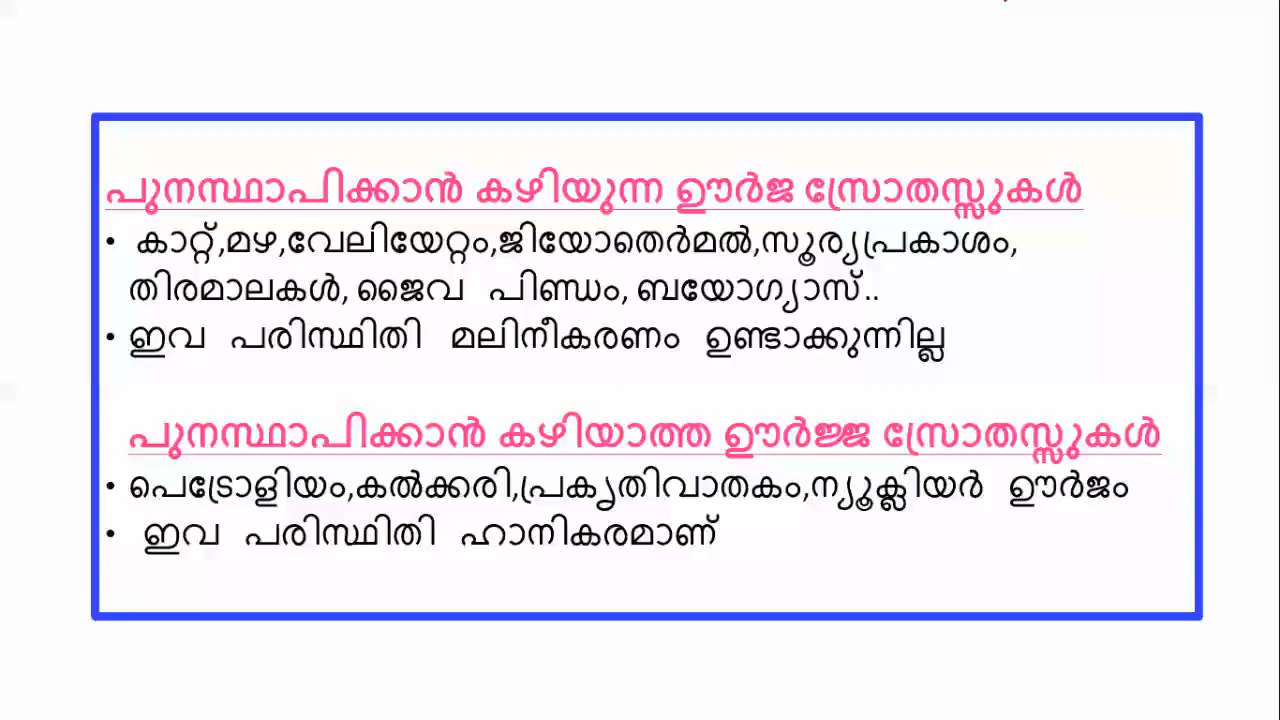 പുനസ്ഥാപിക്കാൻ കഴിയുന്ന ഊർജ സ്രോതസ്സുകൾ
• കാറ്റ്,മഴ,വേലിയേറ്റം,ജിയോതെർമൽ,സൂര്യപ്രകാശം,
തിരമാലകൾ, ജൈവ പിണ്ഡം, ബയോഗ്യാസ്..
• ഇവ പരിസ്ഥിതി മലിനീകരണം ഉണ്ടാക്കുന്നില്ല
പുനസ്ഥാപിക്കാൻ കഴിയാത്ത ഊർജ്ജ സ്രോതസ്സുകൾ
• പെട്രോളിയം,കൽക്കരി,പ്രകൃതിവാതകം,ന്യൂക്ലിയർ ഊർജം
• ഇവ പരിസ്ഥിതി ഹാനികരമാണ്